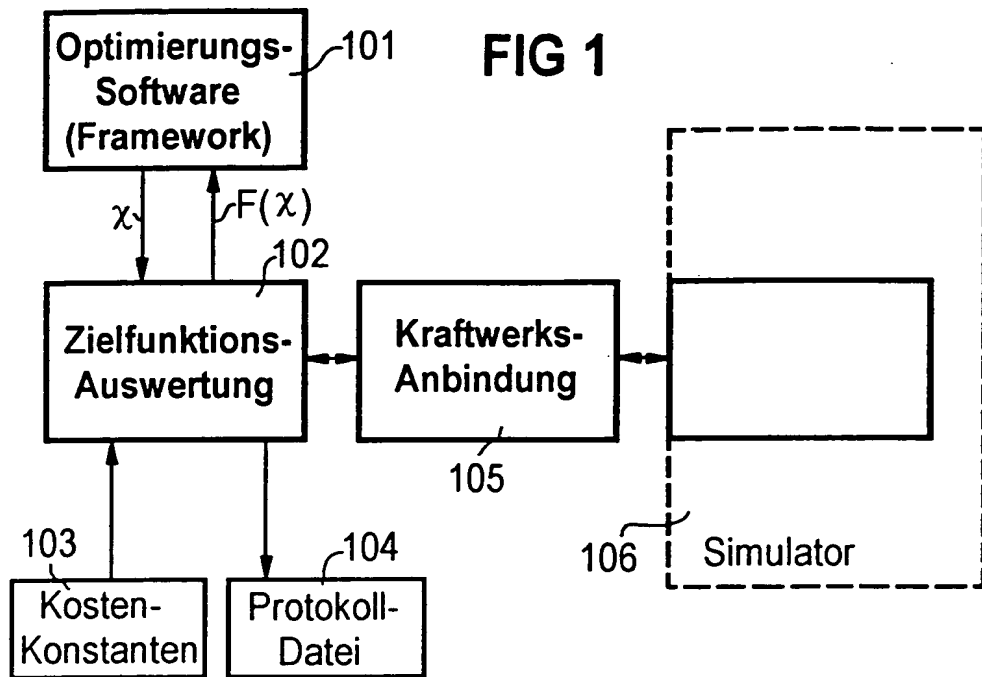 FIG 1
Optimierungs-
Software
(Framework)
101
χ
F(χ)
102
Zielfunktions-
Auswertung
Kraftwerks-
Anbindung
105
103
Kosten-
Konstanten
104
Protokoll-
Datei
106
Simulator